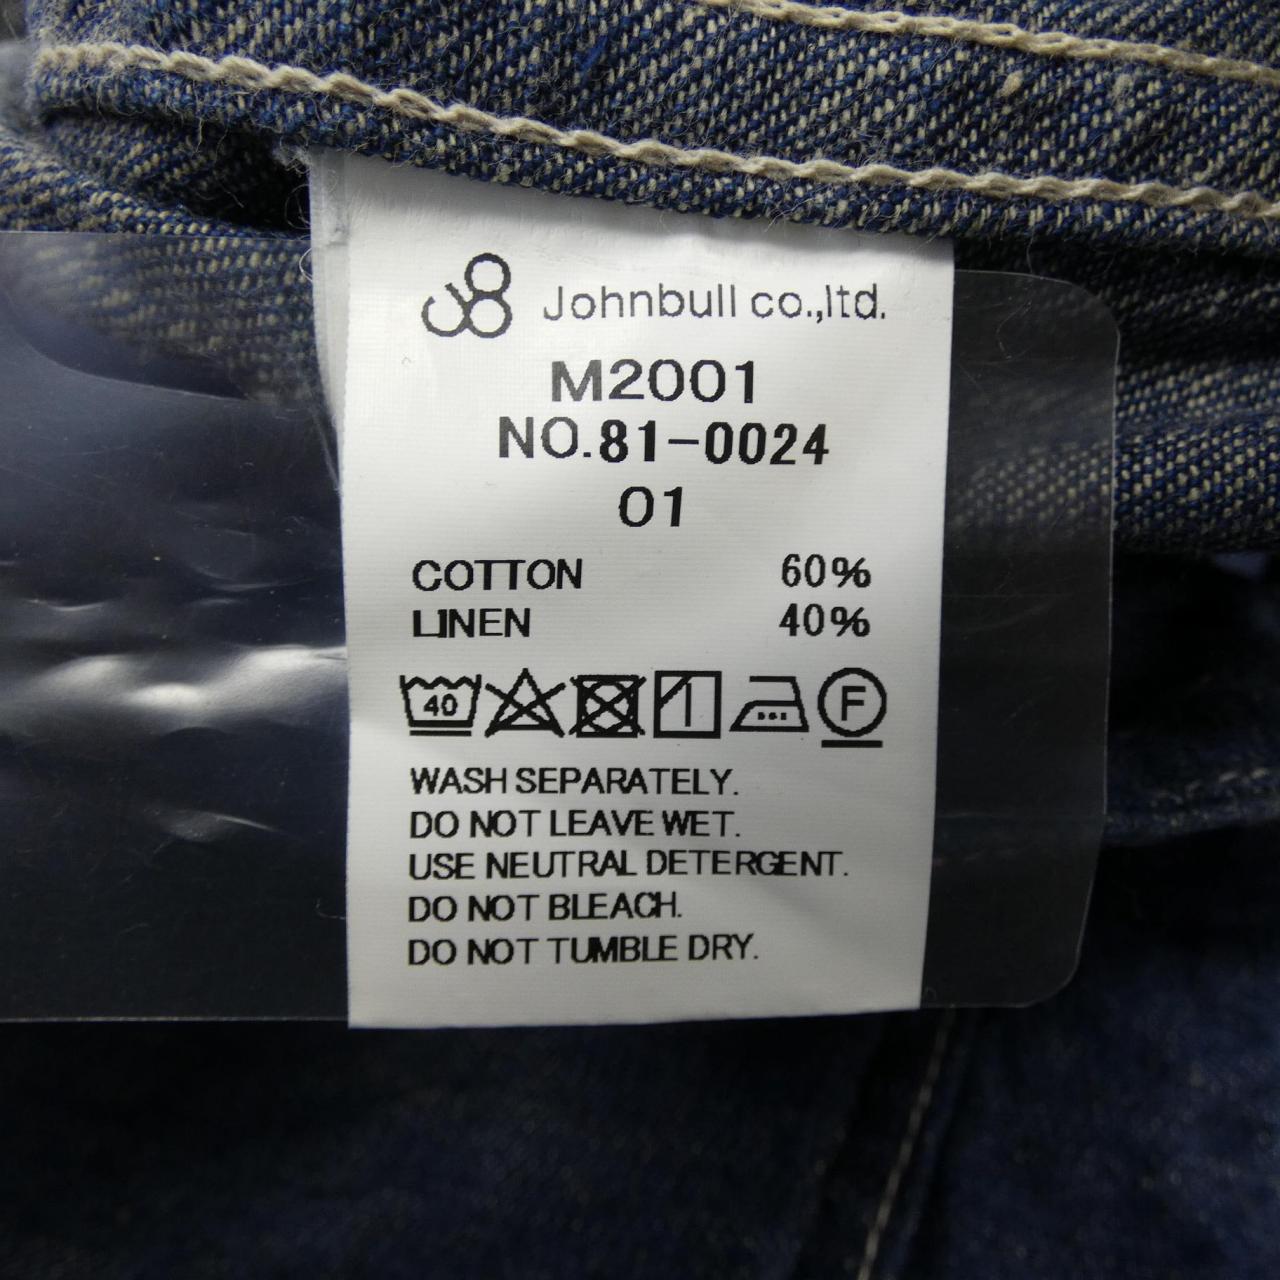 Johnbull co.,ltd.
M2001
NO.81-0024
01
COTTON 60%
LINEN 40%
40 F
WASH SEPARATELY.
DO NOT LEAVE WET.
USE NEUTRAL DETERGENT.
DO NOT BLEACH.
DO NOT TUMBLE DRY.